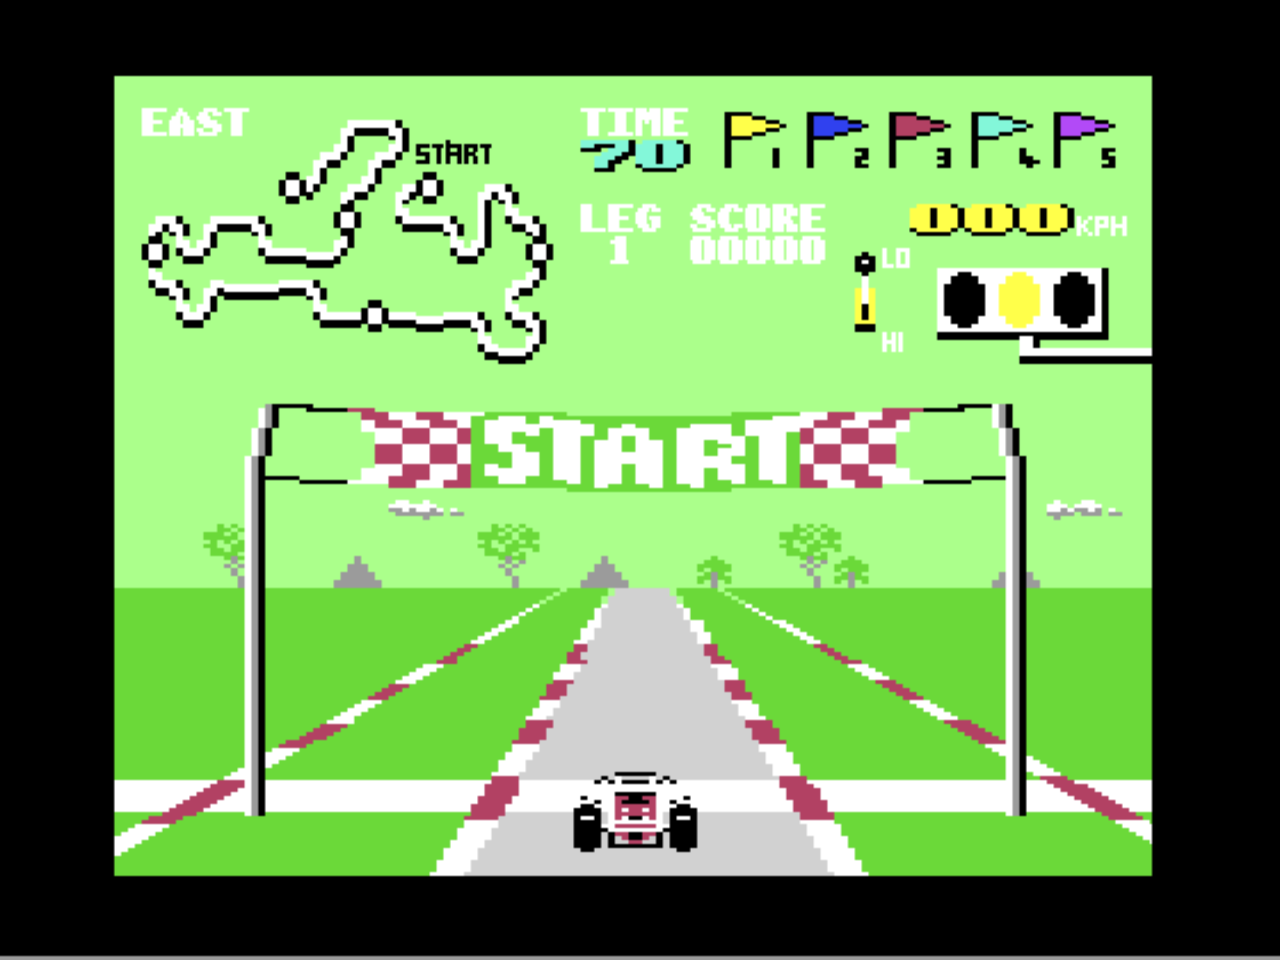 EAST
START
TIME
70
1 2 3 4 5
LEG SCORE
1 00000
000 KPH
LO
HI
START